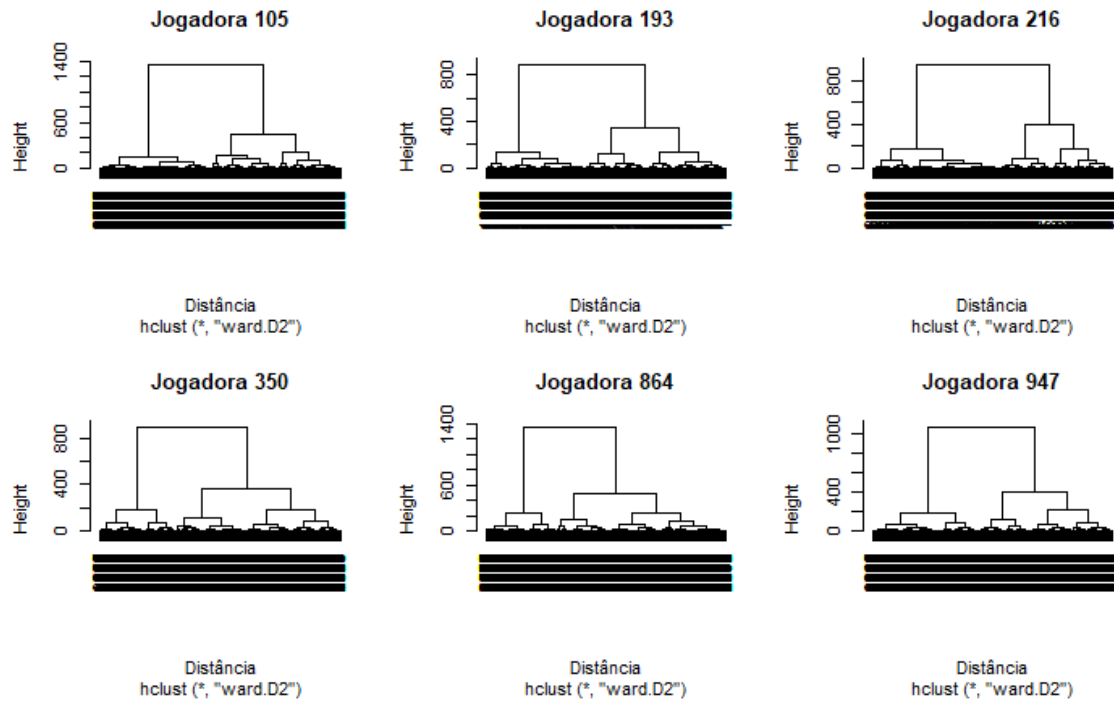 Jogadora 105
Height
0
600
1400
Distância
hclust (*, "ward.D2")
Jogadora 193
Height
0
400
800
Distância
hclust (*, "ward.D2")
Jogadora 216
Height
0
400
800
Distância
hclust (*, "ward.D2")
Jogadora 350
Height
0
400
800
Distância
hclust (*, "ward.D2")
Jogadora 864
Height
0
600
1400
Distância
hclust (*, "ward.D2")
Jogadora 947
Height
0
400
1000
Distância
hclust (*, "ward.D2")